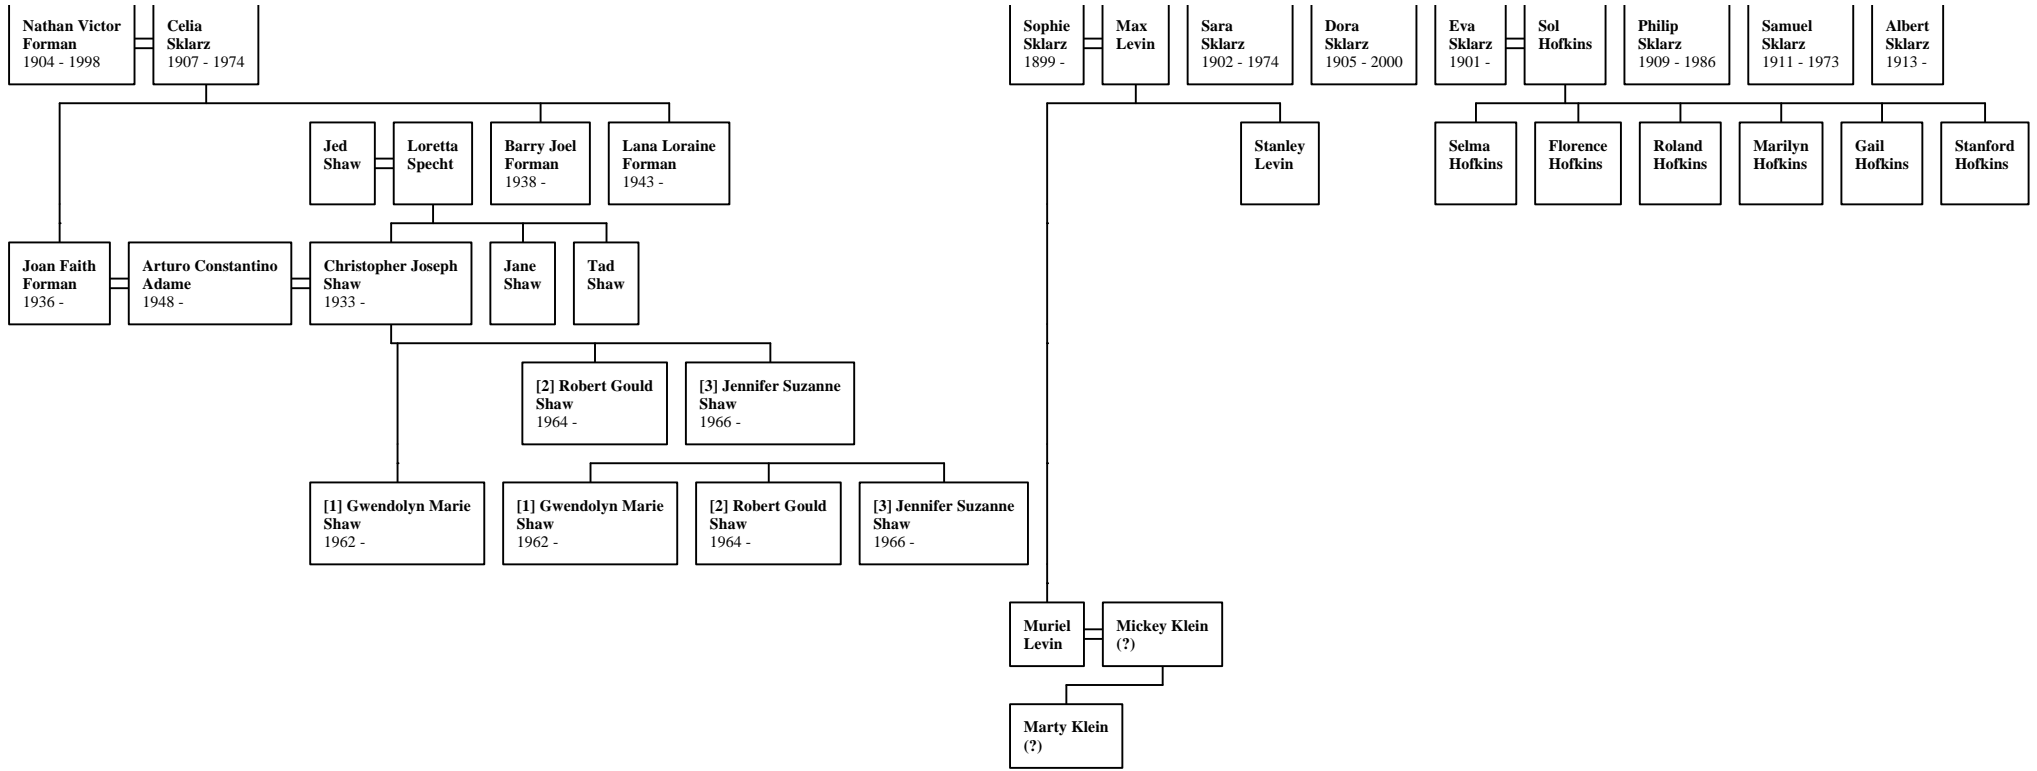 Nathan Victor
Forman
1904 - 1998
Celia
Sklarz
1907 - 1974
Sophie
Sklarz
1899 -
Max
Levin
Sara
Sklarz
1902 - 1974
Dora
Sklarz
1905 - 2000
Eva
Sklarz
1901 -
Sol
Hofkins
Philip
Sklarz
1909 - 1986
Samuel
Sklarz
1911 - 1973
Albert
Sklarz
1913 -
Jed
Shaw
Loretta
Specht
Barry Joel
Forman
1938 -
Lana Loraine
Forman
1943 -
Stanley
Levin
Selma
Hofkins
Florence
Hofkins
Roland
Hofkins
Marilyn
Hofkins
Gail
Hofkins
Stanford
Hofkins
Joan Faith
Forman
1936 -
Arturo Constantino
Adame
1948 -
Christopher Joseph
Shaw
1933 -
Jane
Shaw
Tad
Shaw
[2] Robert Gould
Shaw
1964 -
[3] Jennifer Suzanne
Shaw
1966 -
[1] Gwendolyn Marie
Shaw
1962 -
[1] Gwendolyn Marie
Shaw
1962 -
[2] Robert Gould
Shaw
1964 -
[3] Jennifer Suzanne
Shaw
1966 -
Muriel
Levin
Mickey Klein
(?)
Marty Klein
(?)